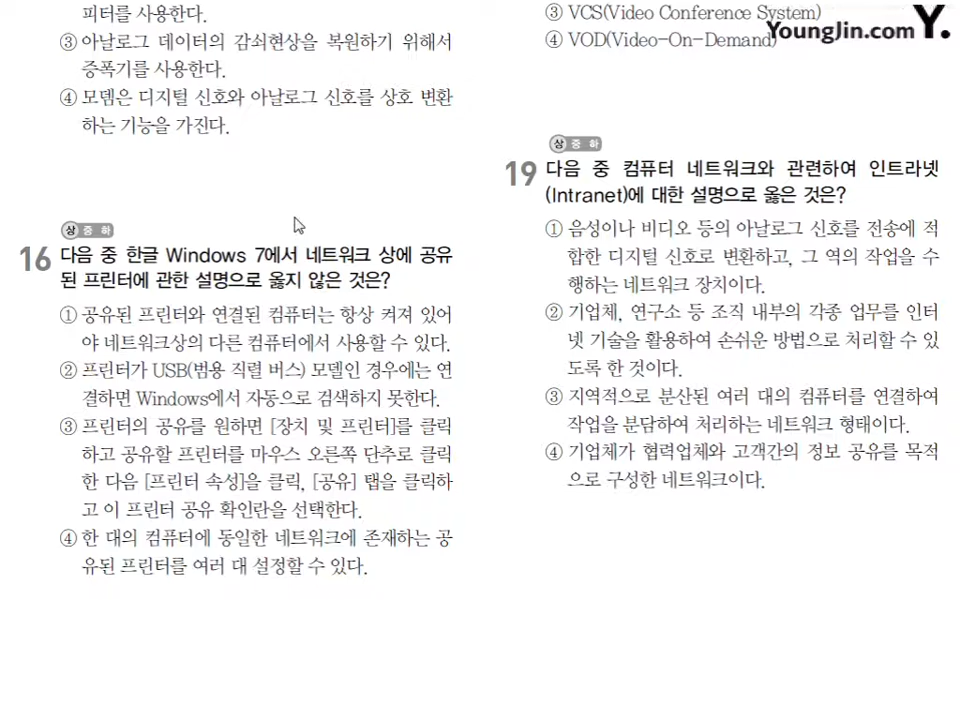 피터를 사용한다.
③ 아날로그 데이터의 감쇠현상을 복원하기 위해서
증폭기를 사용한다.
④ 모뎀은 디지털 신호와 아날로그 신호를 상호 변환
하는 기능을 가진다.
상 중 하
16 다음 중 한글 Windows 7에서 네트워크 상에 공유
된 프린터에 관한 설명으로 옳지 않은 것은?
① 공유된 프린터와 연결된 컴퓨터는 항상 켜져 있어
야 네트워크상의 다른 컴퓨터에서 사용할 수 있다.
② 프린터가 USB(범용 직렬 버스) 모델인 경우에는 연
결하면 Windows에서 자동으로 검색하지 못한다.
③ 프린터의 공유를 원하면 [장치 및 프린터]를 클릭
하고 공유할 프린터를 마우스 오른쪽 단추로 클릭
한 다음 [프린터 속성]을 클릭, [공유] 탭을 클릭하
고 이 프린터 공유 확인란을 선택한다.
④ 한 대의 컴퓨터에 동일한 네트워크에 존재하는 공
유된 프린터를 여러 대 설정할 수 있다.
③ VCS(Video Conference System)
④ VOD(Video-On-Demand)
YoungJin.com Y.
상 중 하
19 다음 중 컴퓨터 네트워크와 관련하여 인트라넷
(Intranet)에 대한 설명으로 옳은 것은?
① 음성이나 비디오 등의 아날로그 신호를 전송에 적
합한 디지털 신호로 변환하고, 그 역의 작업을 수
행하는 네트워크 장치이다.
② 기업체, 연구소 등 조직 내부의 각종 업무를 인터
넷 기술을 활용하여 손쉬운 방법으로 처리할 수 있
도록 한 것이다.
③ 지역적으로 분산된 여러 대의 컴퓨터를 연결하여
작업을 분담하여 처리하는 네트워크 형태이다.
④ 기업체가 협력업체와 고객간의 정보 공유를 목적
으로 구성한 네트워크이다.